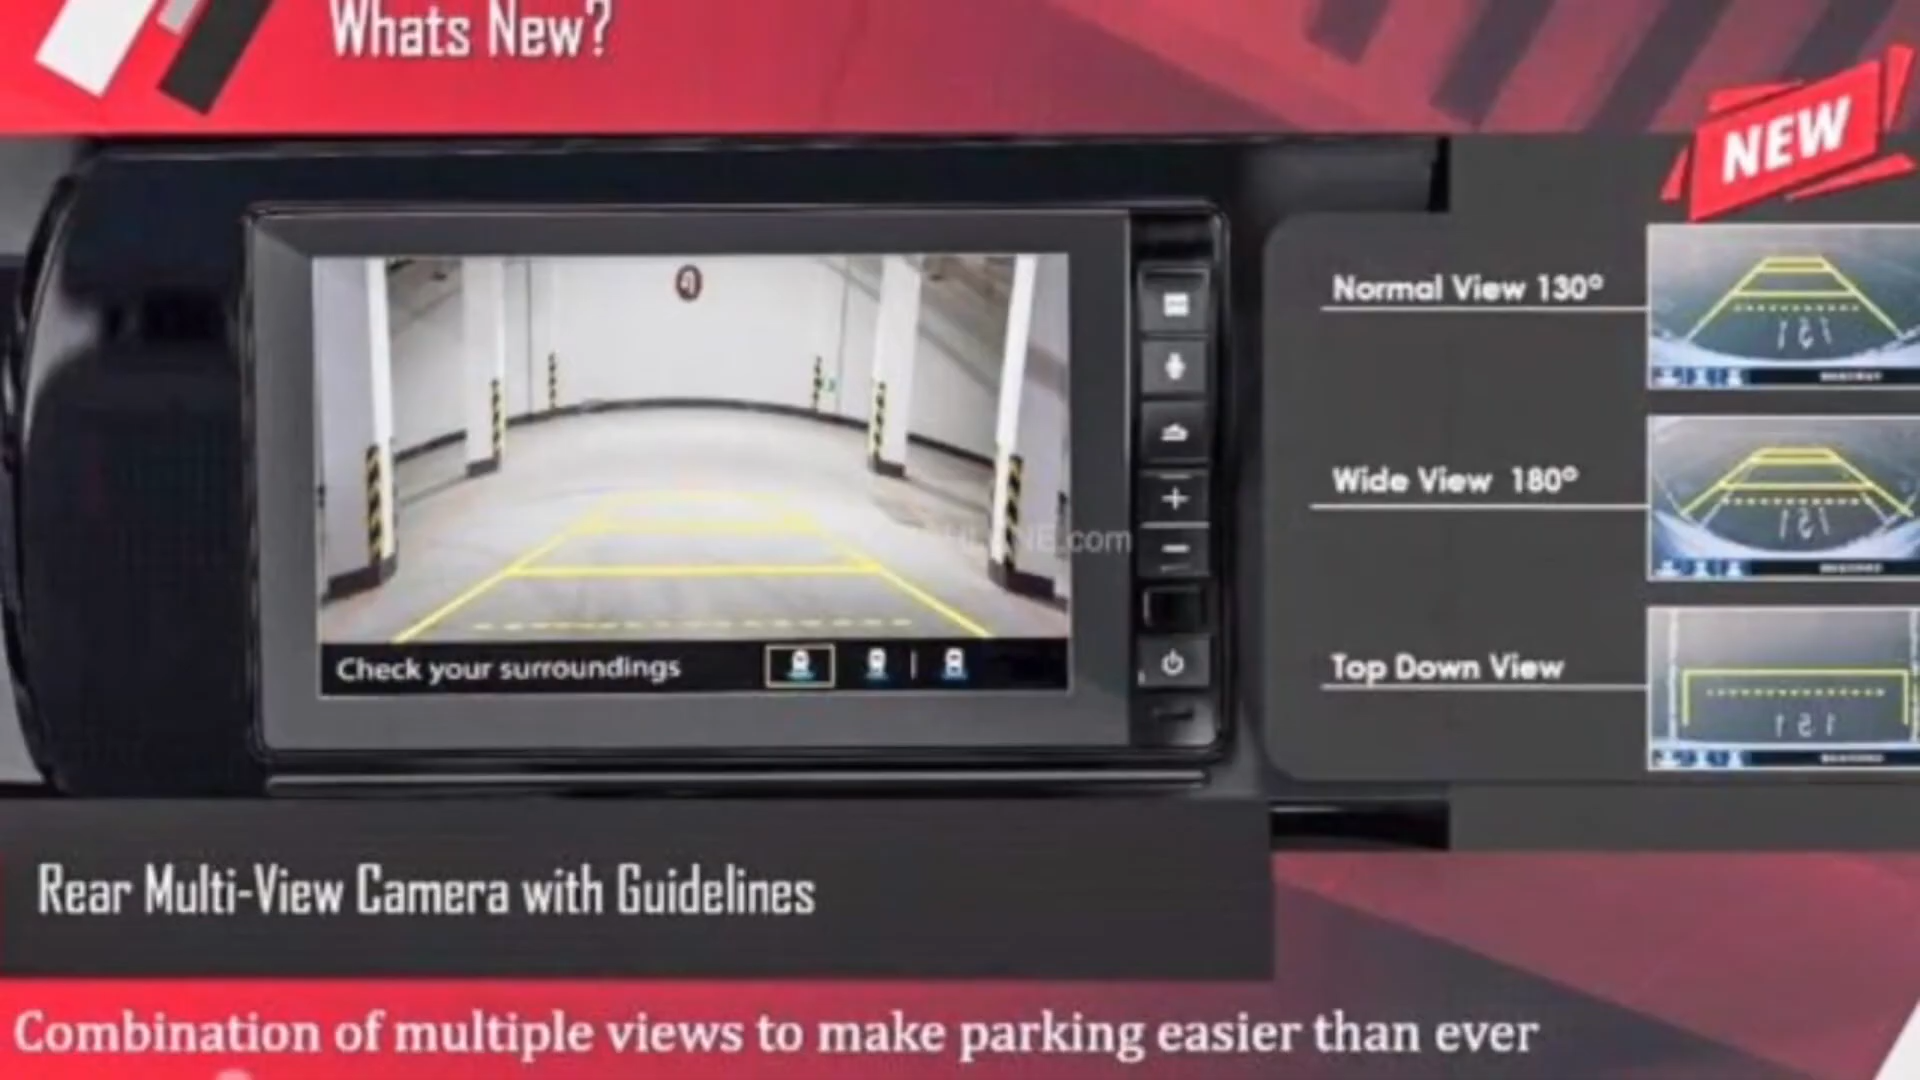 Whats New?
NEW
Normal View 130°
Wide View 180°
Top Down View
Check your surroundings
.com
Rear Multi-View Camera with Guidelines
Combination of multiple views to make parking easier than ever